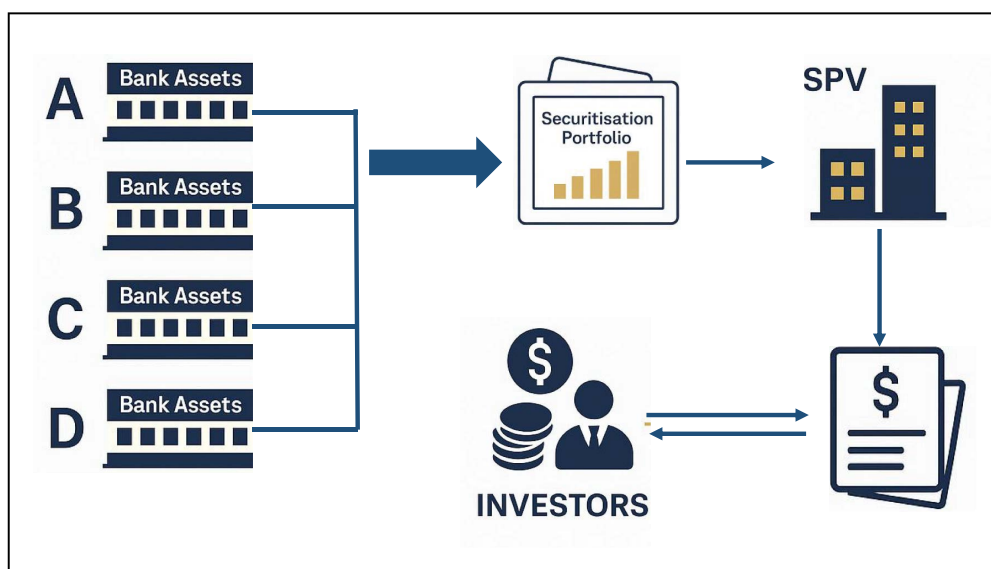 A
Bank Assets
B
Bank Assets
C
Bank Assets
D
Bank Assets
Securitisation
Portfolio
SPV
$
INVESTORS
$